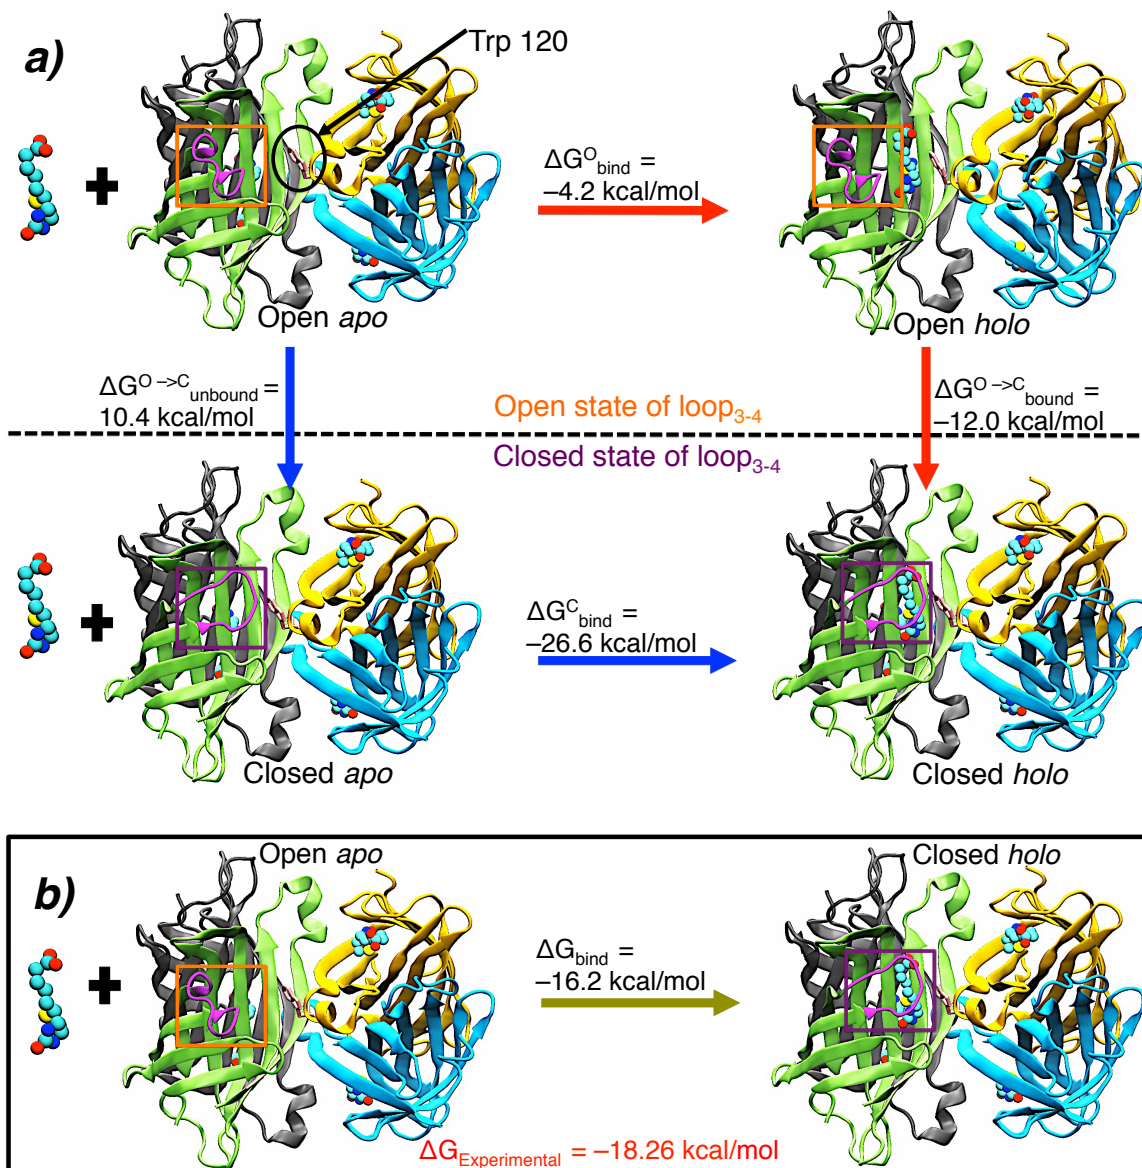 a)
Trp 120
+
ΔG^O_bind =
–4.2 kcal/mol
Open apo
Open holo
ΔG^O –>C_unbound =
10.4 kcal/mol
Open state of loop_3-4
ΔG^O –>C_bound =
–12.0 kcal/mol
Closed state of loop_3-4
+
ΔG^C_bind =
–26.6 kcal/mol
Closed apo
Closed holo
b)
Open apo
Closed holo
+
ΔG_bind =
–16.2 kcal/mol
ΔG_Experimental = –18.26 kcal/mol